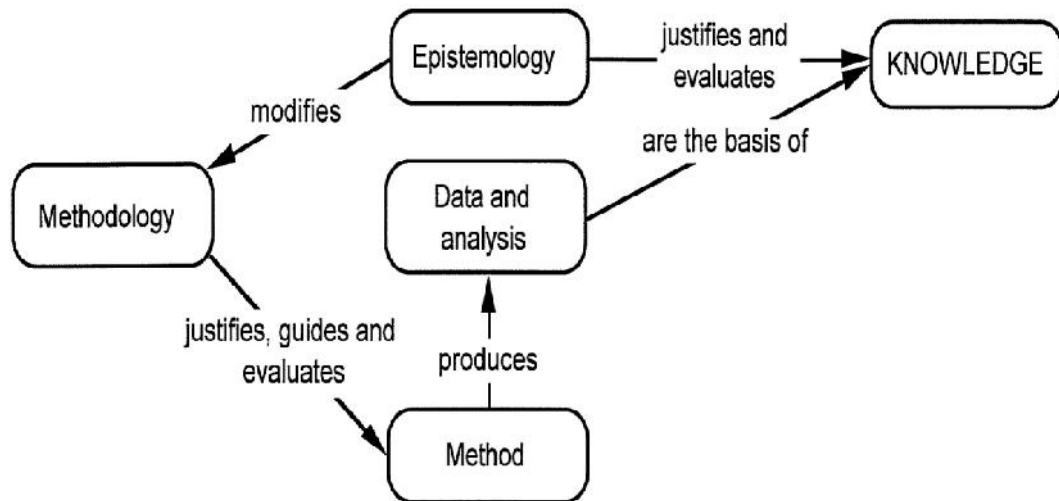 Epistemology
justifies and
evaluates
KNOWLEDGE
modifies
are the basis of
Methodology
Data and
analysis
justifies, guides and
evaluates
produces
Method